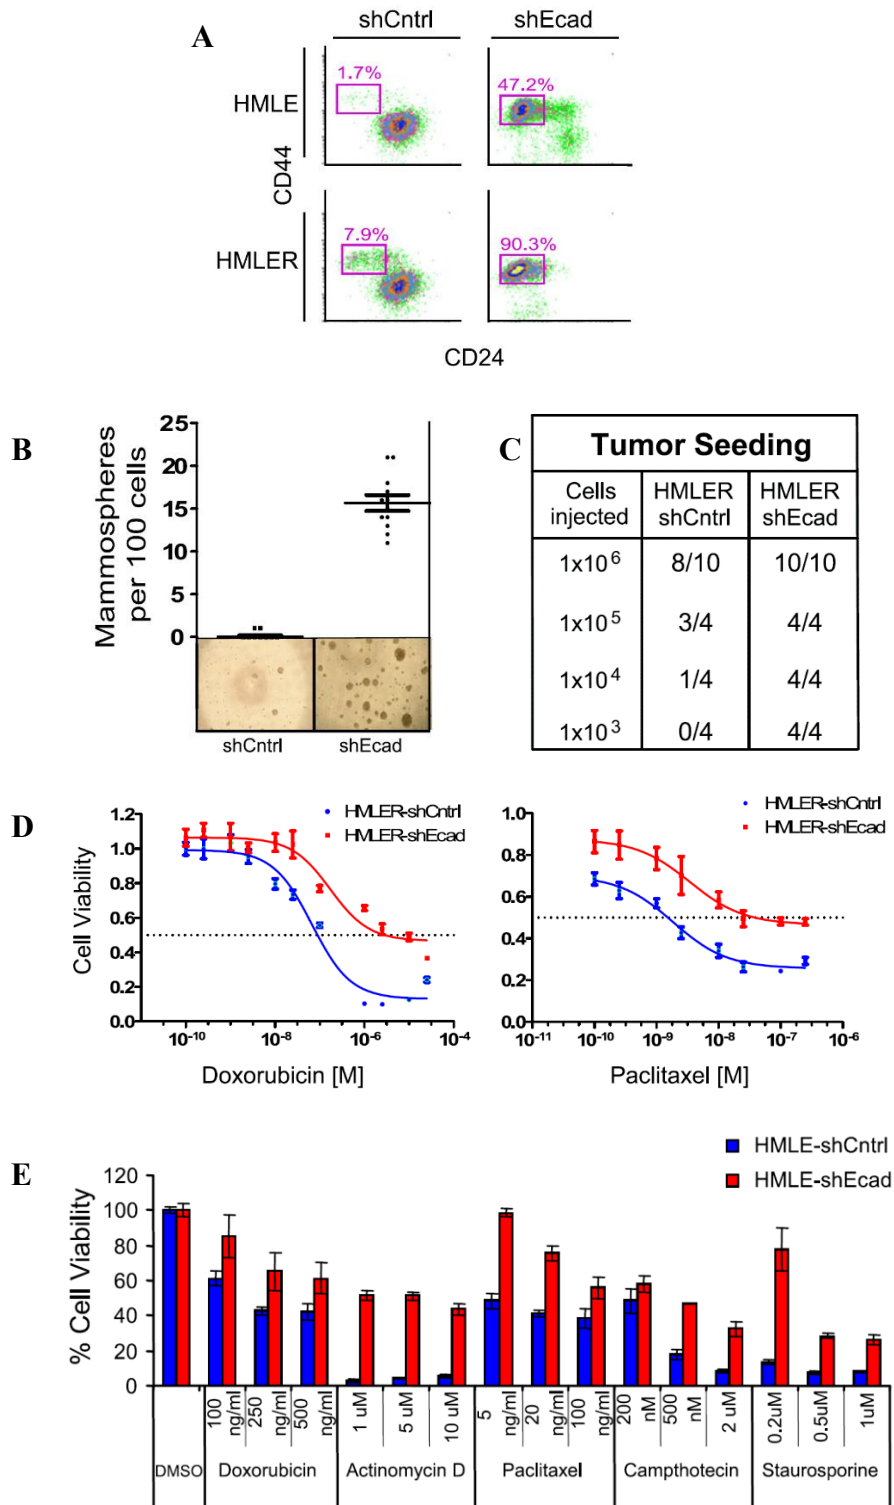 A
shCntrl shEcad
HMLE
1.7% 47.2%
CD44
HMLER
7.9% 90.3%
CD24
B
Mammospheres
per 100 cells
25
20
15
10
5
0
shCntrl shEcad
C
Tumor Seeding
Cells injected HMLER shCntrl HMLER shEcad
1x10⁶ 8/10 10/10
1x10⁵ 3/4 4/4
1x10⁴ 1/4 4/4
1x10³ 0/4 4/4
D
HMLER-shCntrl
HMLER-shEcad
Cell Viability
1.2
1.0
0.8
0.6
0.4
0.2
0.0
10⁻¹⁰ 10⁻⁸ 10⁻⁶ 10⁻⁴
Doxorubicin [M]
HMLER-shCntrl
HMLER-shEcad
1.0
0.8
0.6
0.4
0.2
0.0
10⁻¹¹ 10⁻¹⁰ 10⁻⁹ 10⁻⁸ 10⁻⁷ 10⁻⁶
Paclitaxel [M]
E
HMLE-shCntrl
HMLE-shEcad
% Cell Viability
120
100
80
60
40
20
0
100 ng/ml 250 ng/ml 500 ng/ml 1 uM 5 uM 10 uM 5 ng/ml 20 ng/ml 100 ng/ml 200 nM 500 nM 2 uM 0.2uM 0.5uM 1uM
DMSO Doxorubicin Actinomycin D Paclitaxel Campthotecin Staurosporine